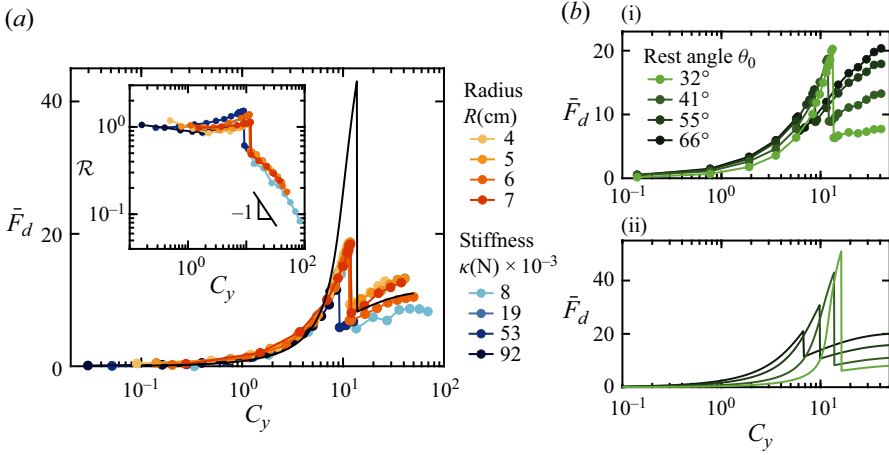 (a)
40
20
0
F̄d
10⁻¹
10⁰
10¹
10²
Cy
ℛ
10⁰
10⁻¹
10⁰
10¹
10²
Cy
–1
Radius
R(cm)
4
5
6
7
Stiffness
κ(N) × 10⁻³
8
19
53
92
(b)
(i)
F̄d
20
10
0
Rest angle θ₀
32°
41°
55°
66°
10⁻¹
10⁰
10¹
(ii)
F̄d
40
20
0
10⁻¹
10⁰
10¹
Cy